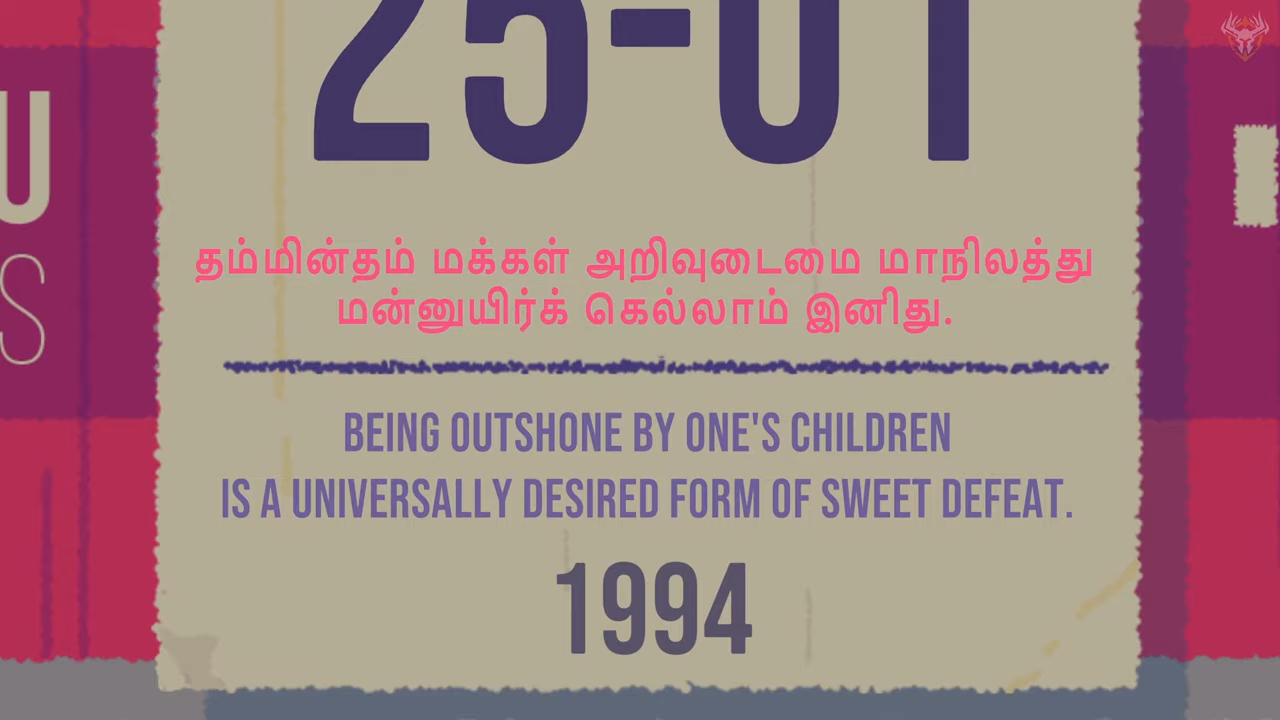 25-01
U
S
தம்மின்தம் மக்கள் அறிவுடைமை மாநிலத்து
மன்னுயிர்க் கெல்லாம் இனிது.
BEING OUTSHONE BY ONE'S CHILDREN
IS A UNIVERSALLY DESIRED FORM OF SWEET DEFEAT.
1994